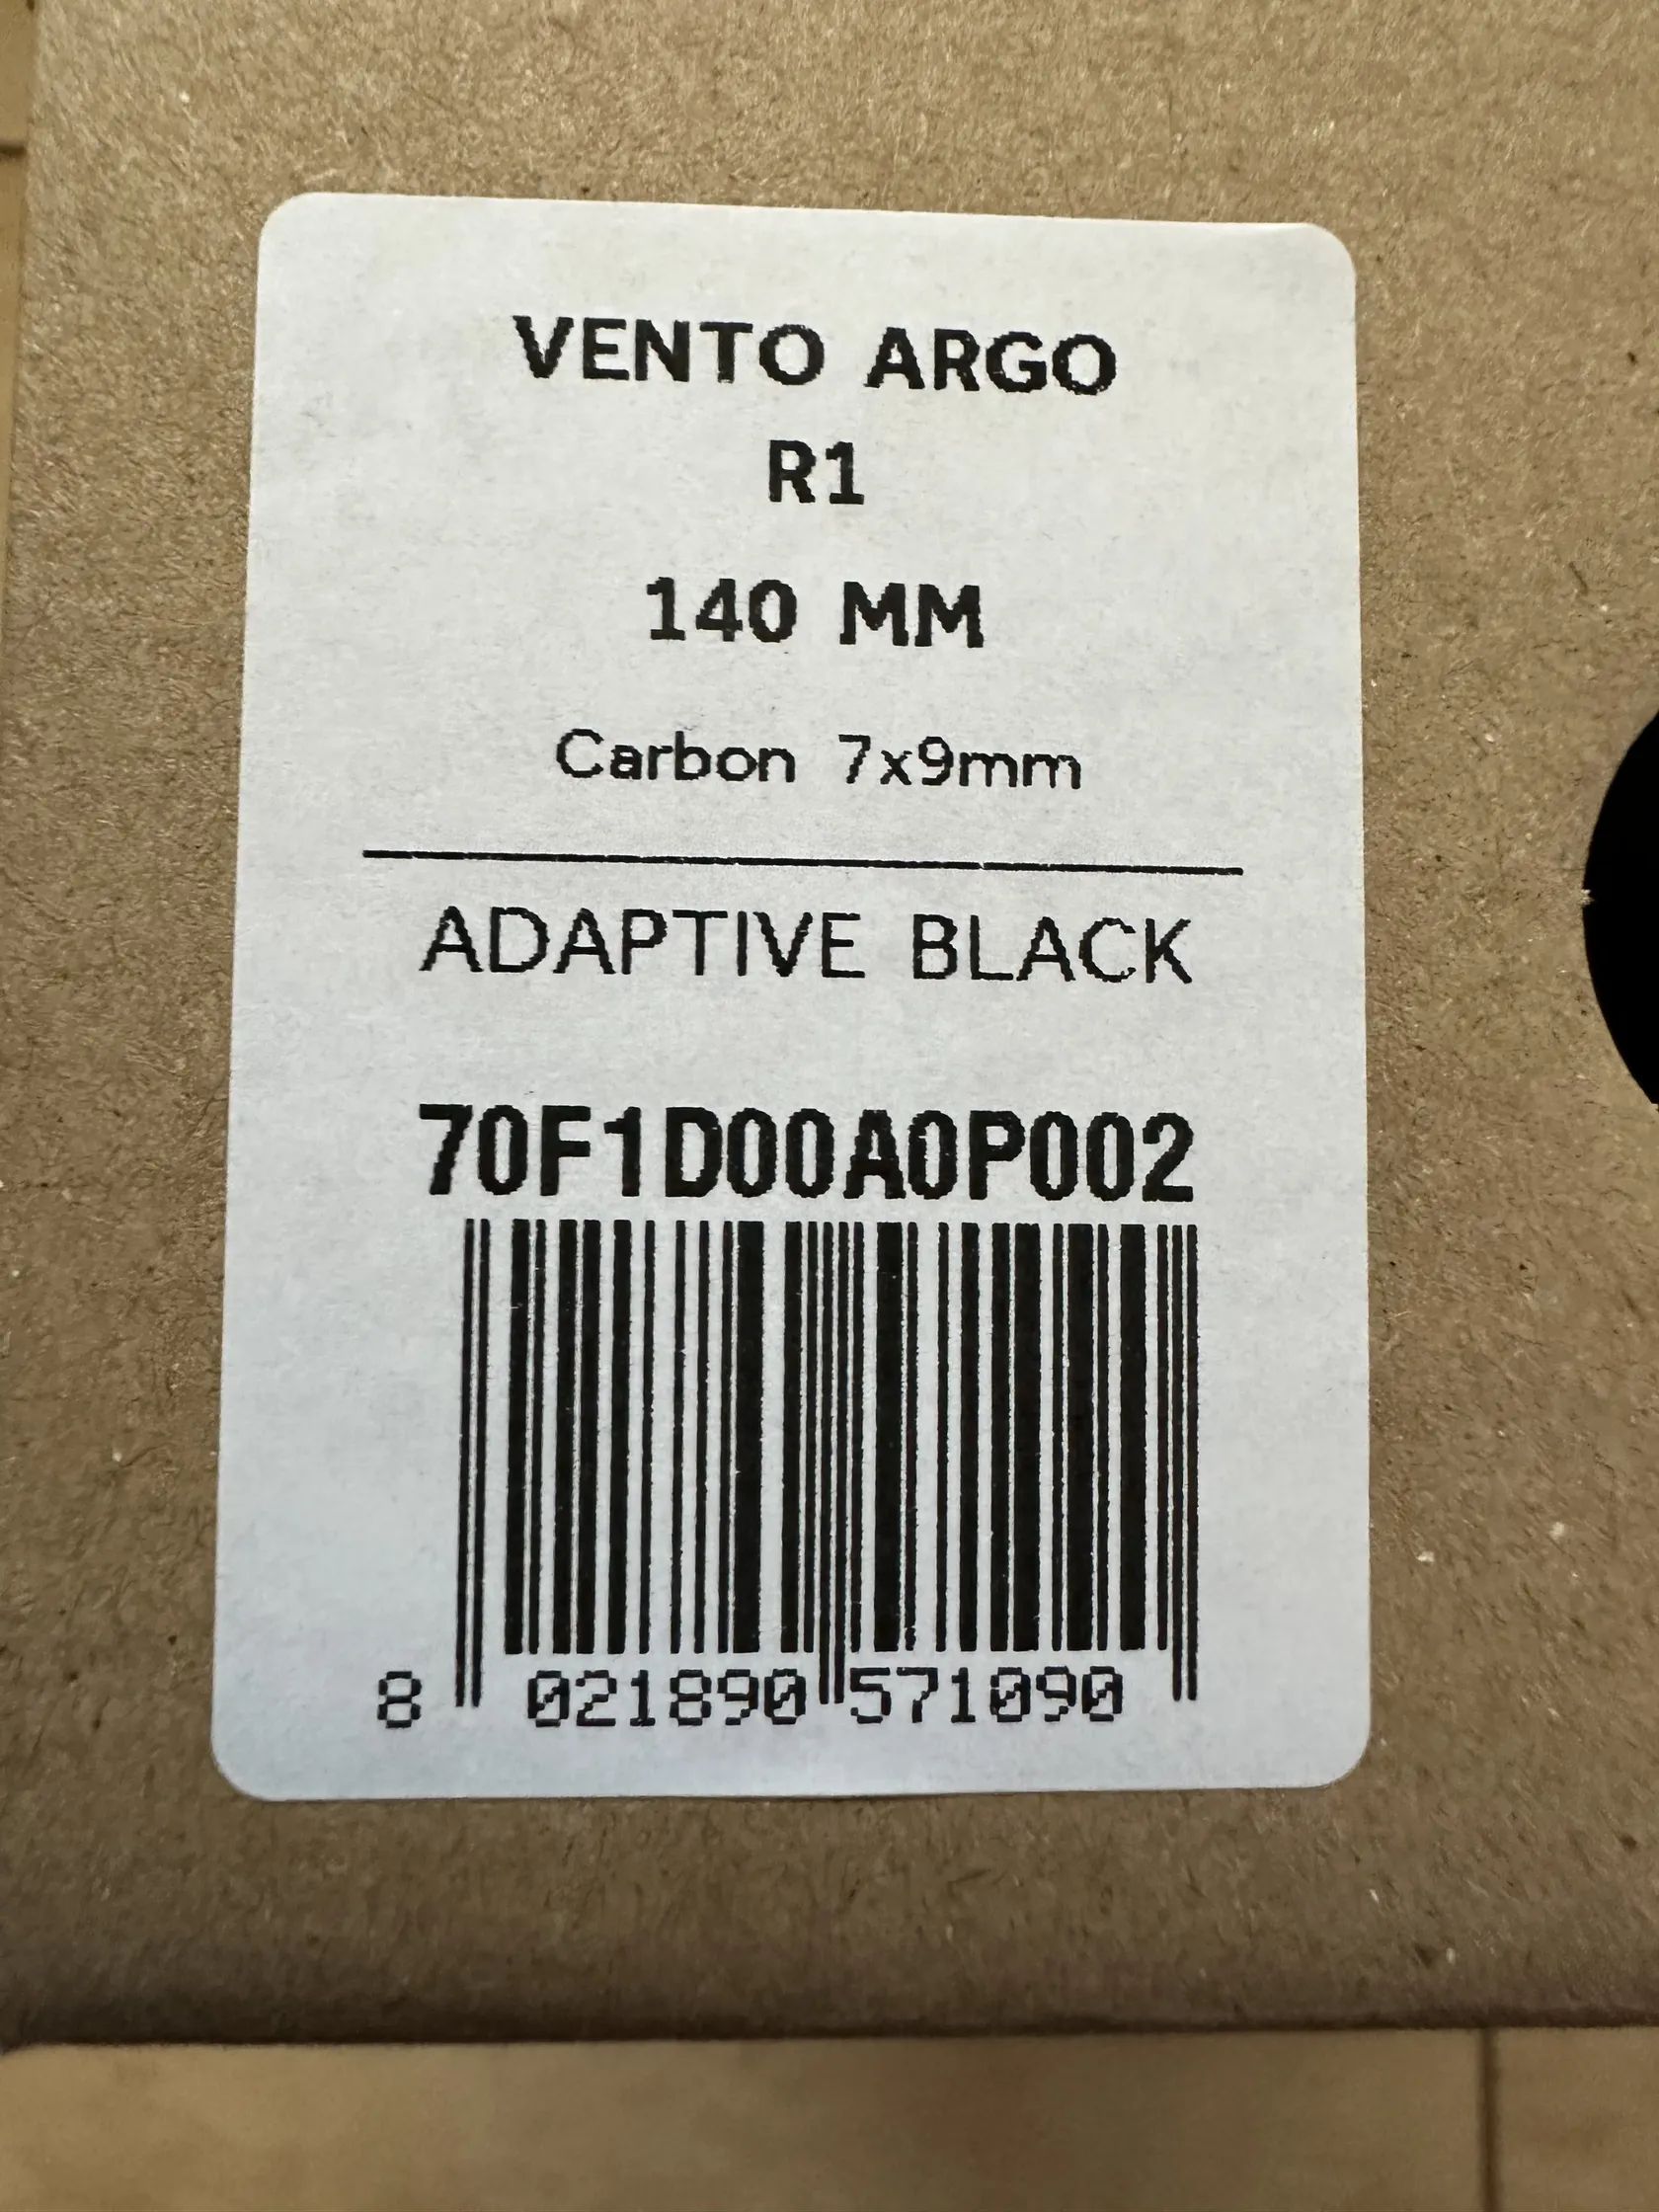 VENTO ARGO
R1
140 MM
Carbon 7x9mm
ADAPTIVE BLACK
70F1D00A0P002
8 021890 571090